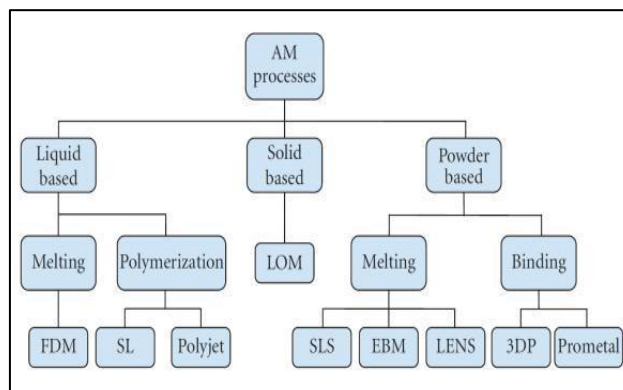 AM
processes
Liquid
based
Solid
based
Powder
based
Melting
Polymerization
LOM
Melting
Binding
FDM
SL
Polyjet
SLS
EBM
LENS
3DP
Prometal